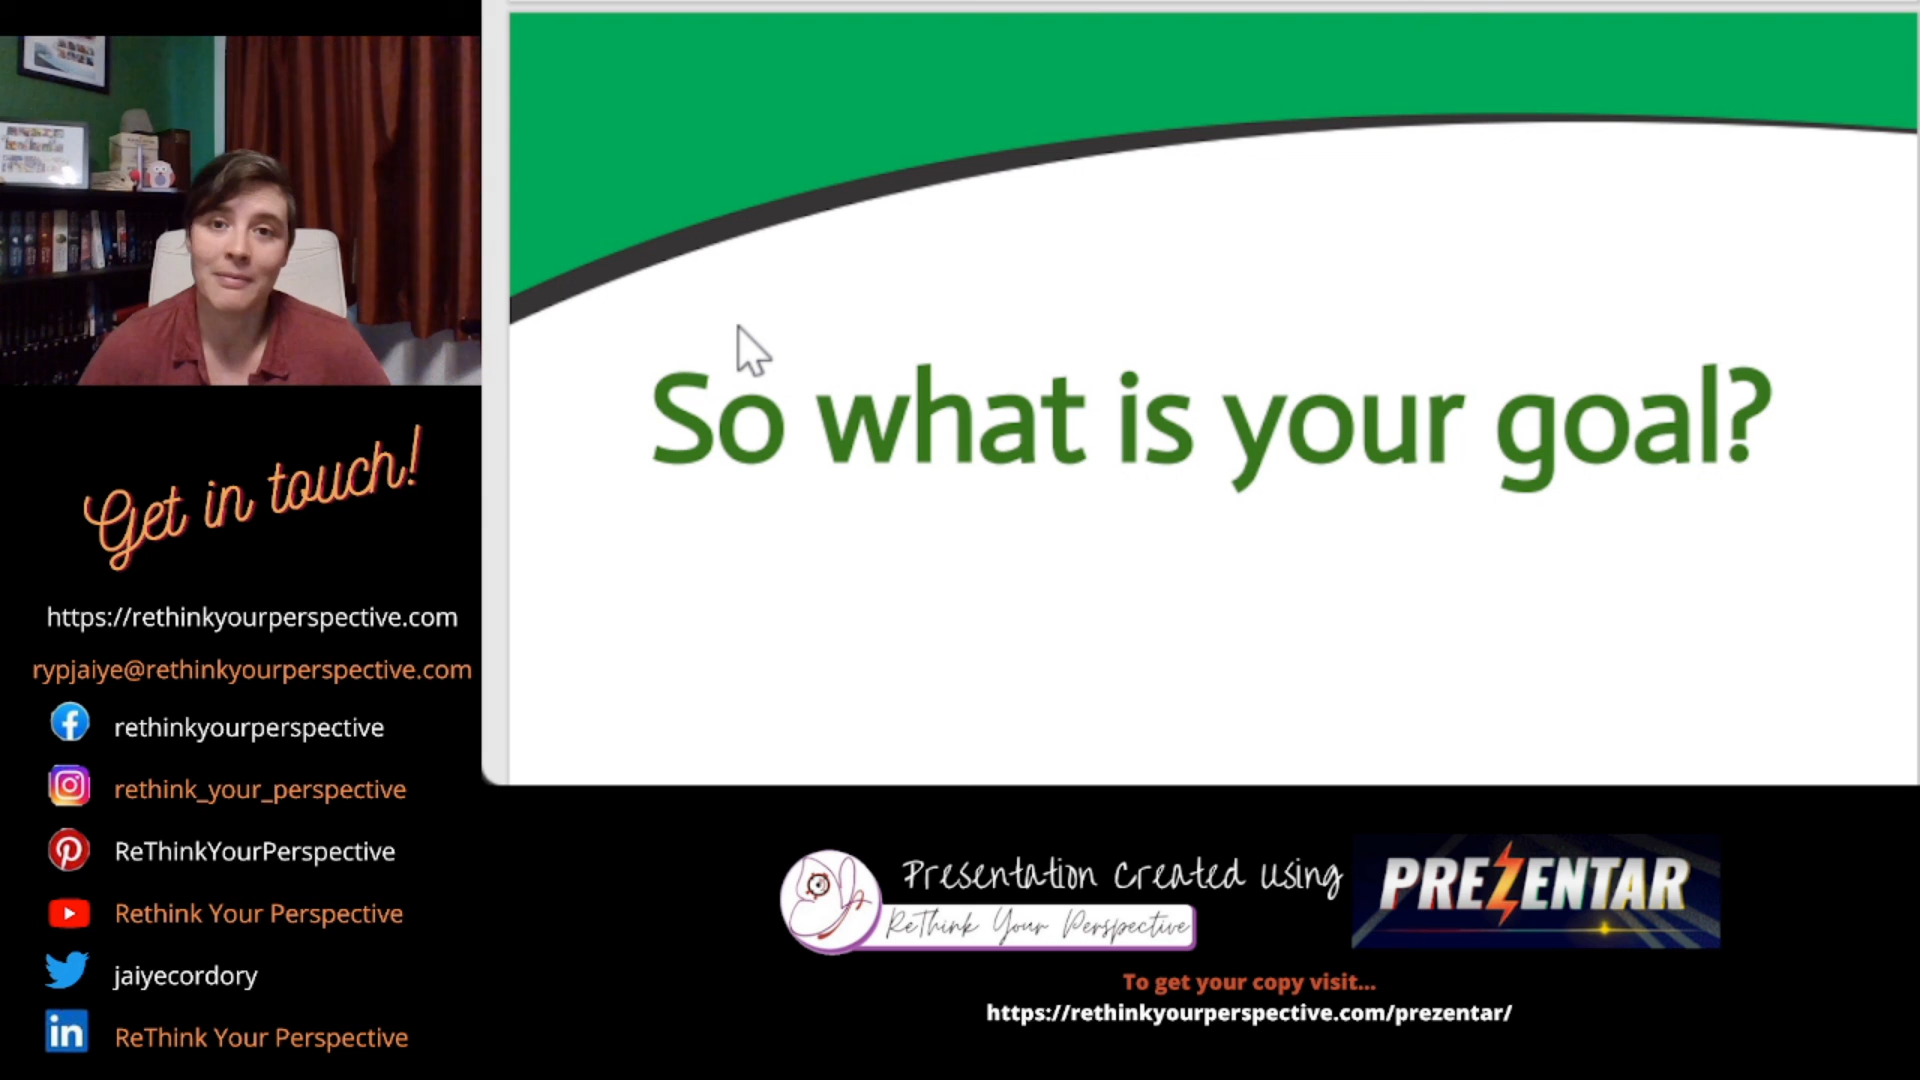 So what is your goal?
Get in touch!
https://rethinkyourperspective.com
rypjaiye@rethinkyourperspective.com
rethinkyourperspective
rethink_your_perspective
ReThinkYourPerspective
Rethink Your Perspective
jaiyecordory
in ReThink Your Perspective
Presentation created using
ReThink Your Perspective
PREZENTAR
To get your copy visit...
https://rethinkyourperspective.com/prezentar/